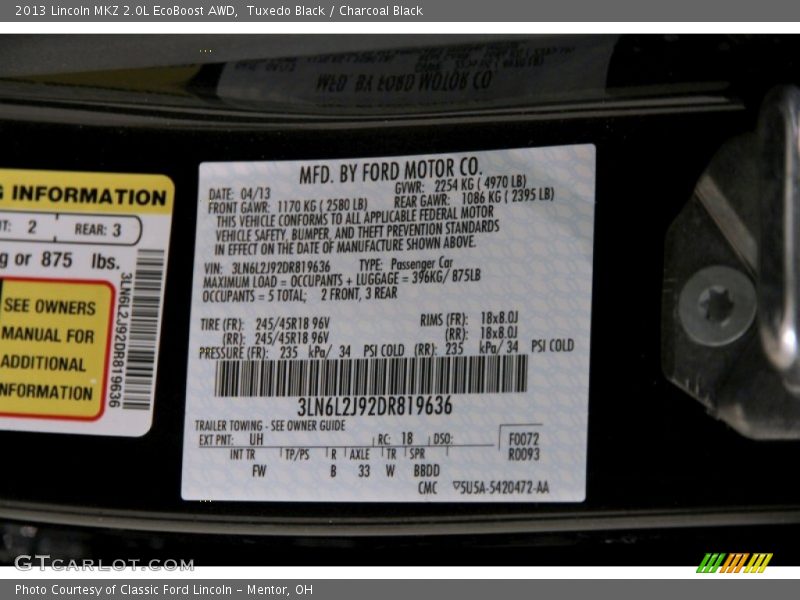 2013 Lincoln MKZ 2.0L EcoBoost AWD,  Tuxedo Black / Charcoal Black
MFD. BY FORD MOTOR CO.
G INFORMATION
T: 2 REAR: 3
g or 875 lbs.
SEE OWNERS
MANUAL FOR
ADDITIONAL
NFORMATION
3LN6L2J92DR819636
MFD. BY FORD MOTOR CO.
DATE: 04/13 GVWR: 2254 KG ( 4970 LB)
FRONT GAWR: 1170 KG ( 2580 LB) REAR GAWR: 1086 KG ( 2395 LB)
THIS VEHICLE CONFORMS TO ALL APPLICABLE FEDERAL MOTOR
VEHICLE SAFETY, BUMPER, AND THEFT PREVENTION STANDARDS
IN EFFECT ON THE DATE OF MANUFACTURE SHOWN ABOVE.
VIN: 3LN6L2J92DR819636 TYPE: Passenger Car
MAXIMUM LOAD = OCCUPANTS + LUGGAGE = 396KG/ 875LB
OCCUPANTS = 5 TOTAL; 2 FRONT, 3 REAR
TIRE (FR): 245/45R18 96V RIMS (FR): 18x8.0J
(RR): 245/45R18 96V (RR): 18x8.0J
PRESSURE (FR): 235 kPa/ 34 PSI COLD (RR): 235 kPa/ 34 PSI COLD
3LN6L2J92DR819636
TRAILER TOWING - SEE OWNER GUIDE
EXT PNT: UH RC: 18 DSO: F0072
INT TR TP/PS R AXLE TR SPR R0093
FW B 33 W BBDD
CMC 5U5A-5420472-AA
GTCARLOT.COM
Photo Courtesy of Classic Ford Lincoln – Mentor, OH